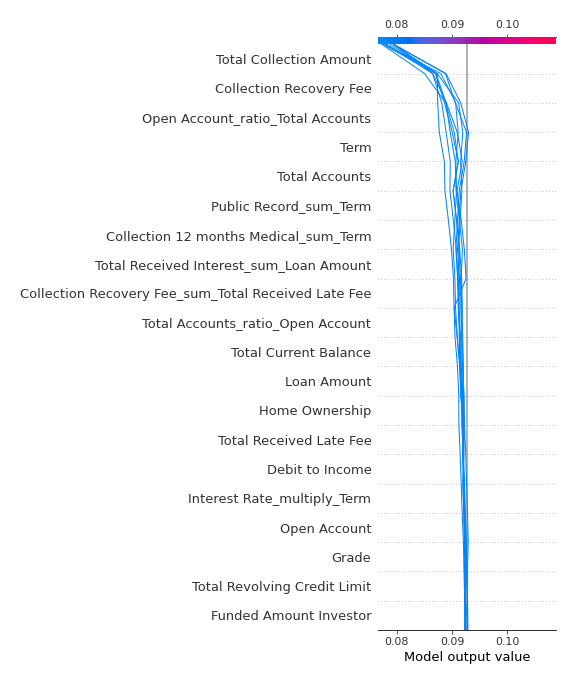 0.08 0.09 0.10
Total Collection Amount
Collection Recovery Fee
Open Account_ratio_Total Accounts
Term
Total Accounts
Public Record_sum_Term
Collection 12 months Medical_sum_Term
Total Received Interest_sum_Loan Amount
Collection Recovery Fee_sum_Total Received Late Fee
Total Accounts_ratio_Open Account
Total Current Balance
Loan Amount
Home Ownership
Total Received Late Fee
Debit to Income
Interest Rate_multiply_Term
Open Account
Grade
Total Revolving Credit Limit
Funded Amount Investor
0.08 0.09 0.10
Model output value